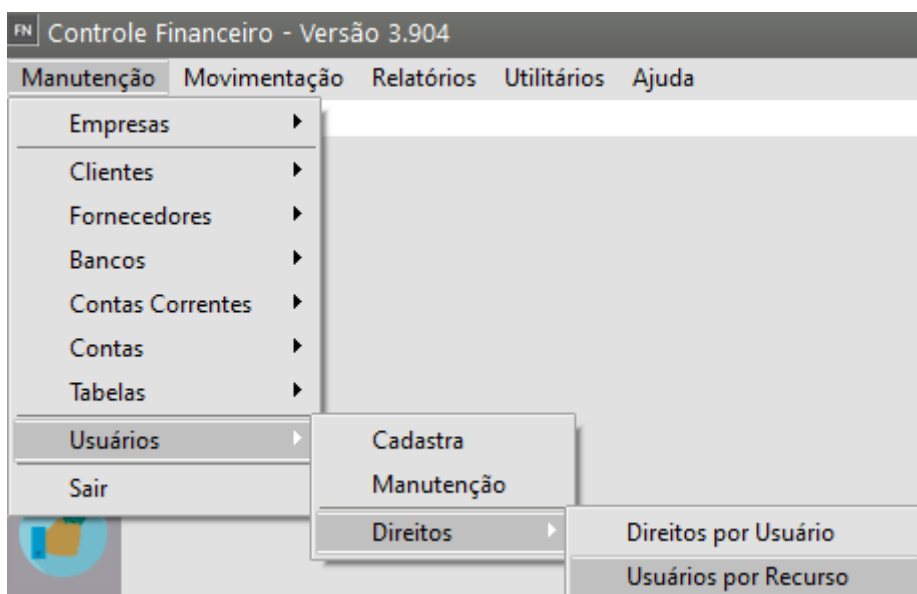 FN Controle Financeiro - Versão 3.904
Manutenção Movimentação Relatórios Utilitários Ajuda
Empresas
Clientes
Fornecedores
Bancos
Contas Correntes
Contas
Tabelas
Usuários
Sair
Cadastra
Manutenção
Direitos
Direitos por Usuário
Usuários por Recurso